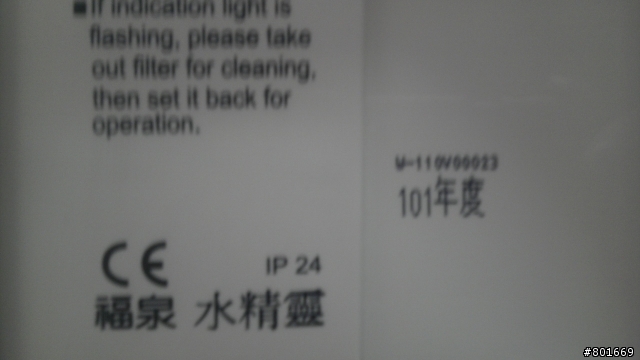 ■If indication light is
flashing, please take
out filter for cleaning,
then set it back for
operation.
W-110V00023
101年度
CE IP 24
福泉 水精靈
#801669